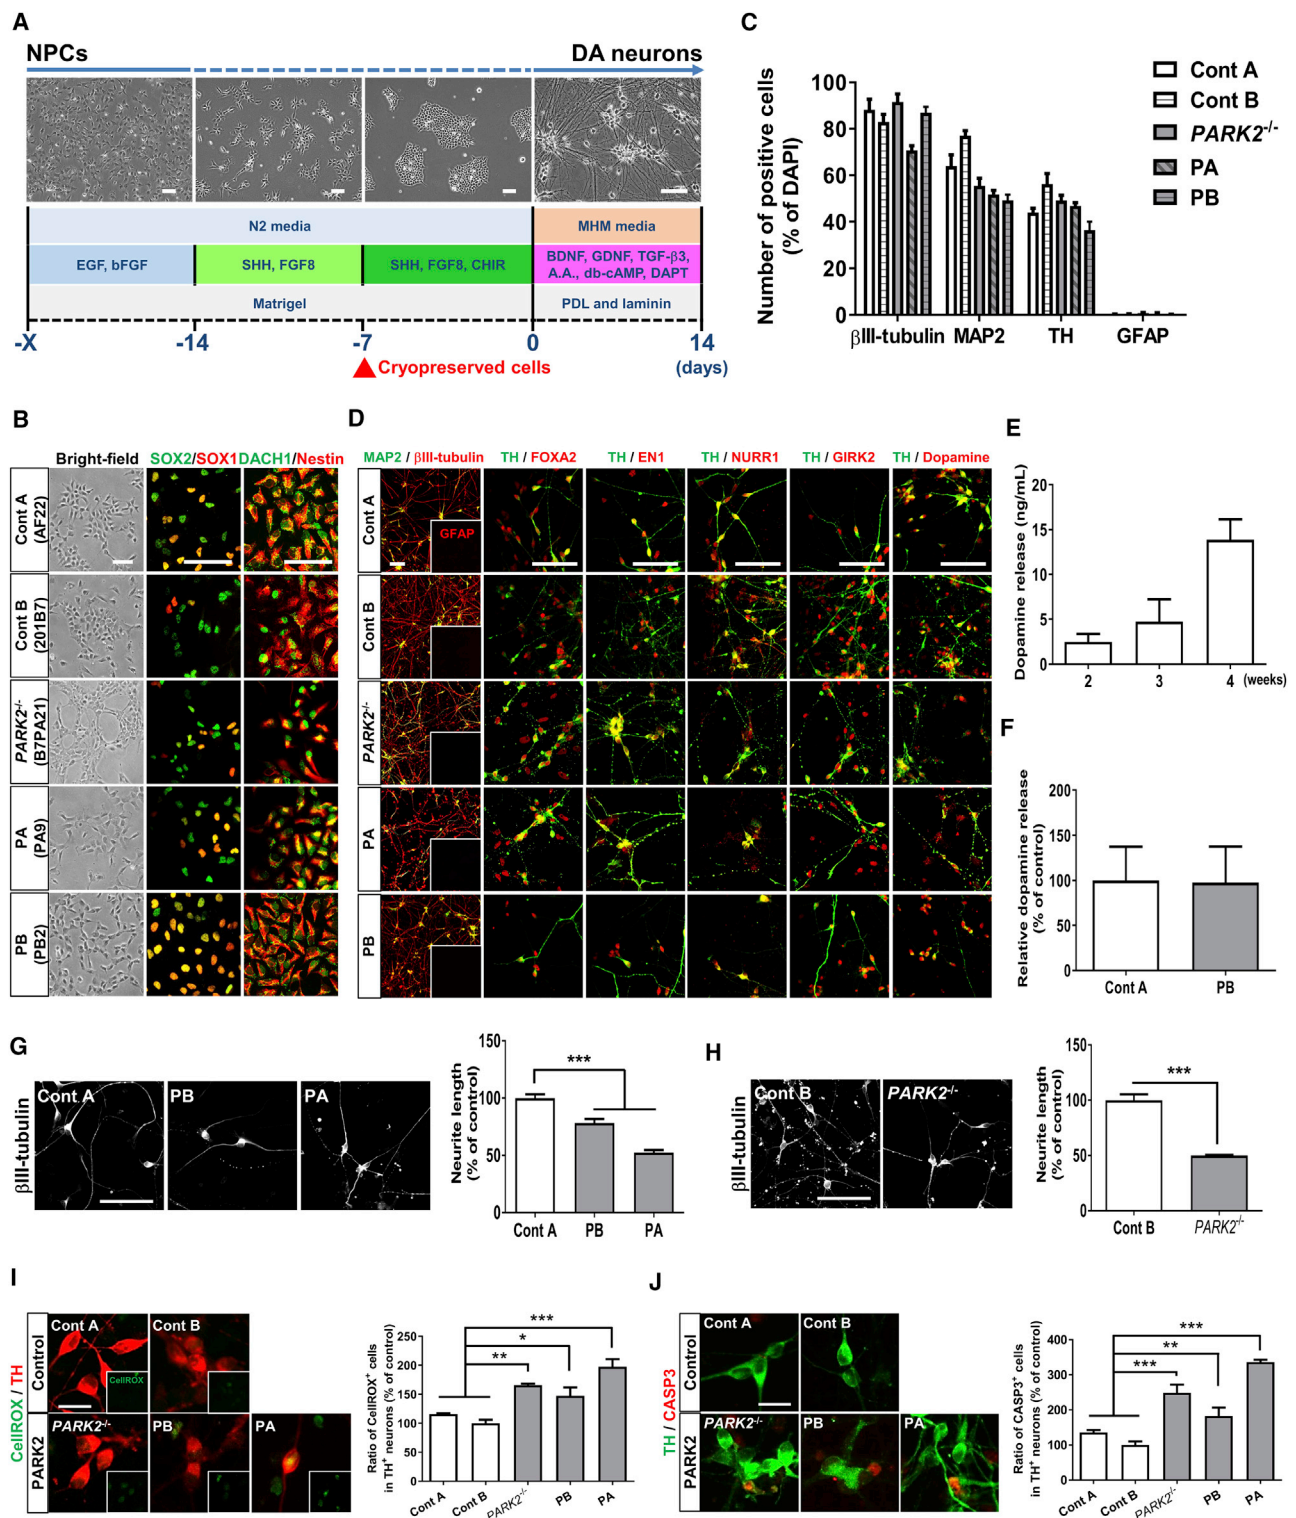 A
NPCs
DA neurons
N2 media
MHM media
EGF, bFGF
SHH, FGF8
SHH, FGF8, CHIR
BDNF, GDNF, TGF-β3,
A.A., db-cAMP, DAPT
Matrigel
PDL and laminin
-X
-14
-7
0
14
Cryopreserved cells
(days)
C
Number of positive cells
(% of DAPI)
100
80
60
40
20
0
βIII-tubulin
MAP2
TH
GFAP
Cont A
Cont B
PARK2-/-
PA
PB
B
Bright-field
SOX2/SOX1
DACH1/Nestin
Cont A
(AF22)
Cont B
(201B7)
PARK2-/-
(B7PA21)
PA
(PA9)
PB
(PB2)
D
MAP2 / βIII-tubulin
TH / FOXA2
TH / EN1
TH / NURR1
TH / GIRK2
TH / Dopamine
Cont A
GFAP
Cont B
PARK2-/-
PA
PB
E
Dopamine release (ng/mL)
20
15
10
5
0
2
3
4
(weeks)
F
Relative dopamine release
(% of control)
200
150
100
50
0
Cont A
PB
G
βIII-tubulin
Cont A
PB
PA
Neurite length
(% of control)
150
100
50
0
***
Cont A
PB
PA
H
βIII-tubulin
Cont B
PARK2-/-
Neurite length
(% of control)
150
100
50
0
***
Cont B
PARK2-/-
I
CellROX / TH
Control
PARK2
Cont A
CellROX
Cont B
PARK2-/-
PB
PA
Ratio of CellROX+ cells
in TH+ neurons (% of control)
250
200
150
100
50
0
***
*
**
Cont A
Cont B
PARK2-/-
PB
PA
J
TH / CASP3
Control
PARK2
Cont A
Cont B
PARK2-/-
PB
PA
Ratio of CASP3+ cells
in TH+ neurons (% of control)
400
300
200
100
0
***
**
***
Cont A
Cont B
PARK2-/-
PB
PA